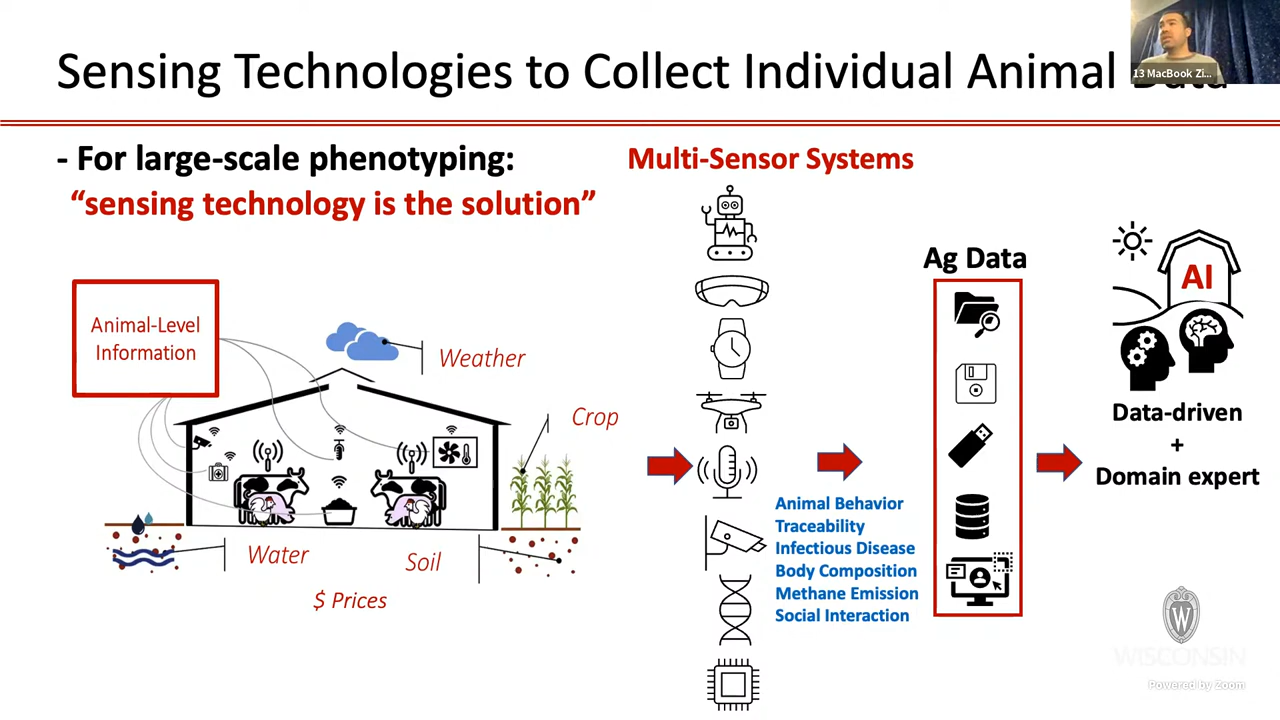 Sensing Technologies to Collect Individual Animal Data
13 MacBook Zi...
- For large-scale phenotyping:
“sensing technology is the solution”
Multi-Sensor Systems
Animal-Level
Information
Weather
Crop
Water
Soil
$ Prices
Animal Behavior
Traceability
Infectious Disease
Body Composition
Methane Emission
Social Interaction
Ag Data
AI
Data-driven
+
Domain expert
W
WISCONSIN
Powered by Zoom